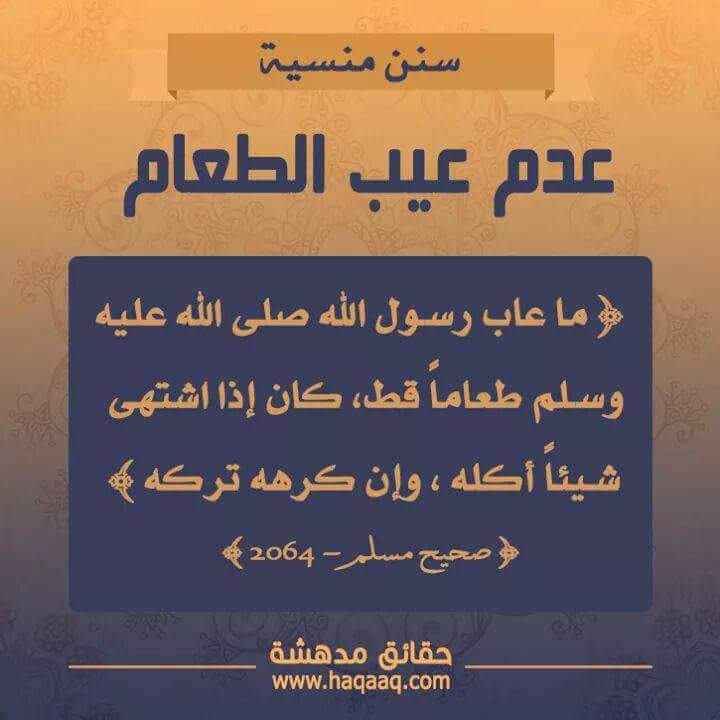 سنن منسية
عدم عيب الطعام
﴿ ما عاب رسول الله صلى الله عليه
وسلم طعاماً قط، كان إذا اشتهى
شيئاً أكله ، وإن كرهه تركه ﴾
﴿ صحيح مسلم – 2064 ﴾
حقائق مدهشة
www.haqaaq.com